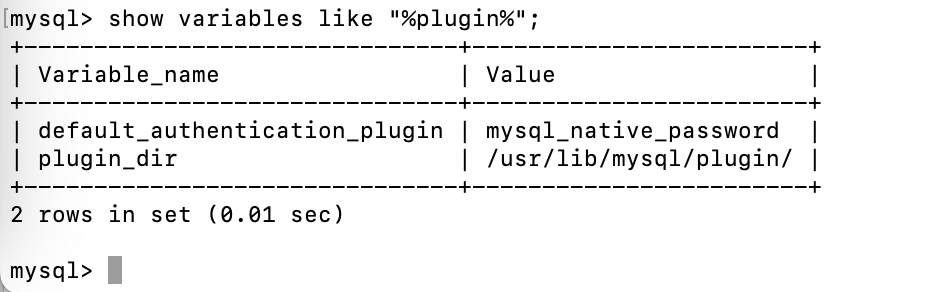 [mysql> show variables like "%plugin%";
+-------------------------------+-------------------------+
| Variable_name                 | Value                   |
+-------------------------------+-------------------------+
| default_authentication_plugin | mysql_native_password   |
| plugin_dir                    | /usr/lib/mysql/plugin/ |
+-------------------------------+-------------------------+
2 rows in set (0.01 sec)
mysql>